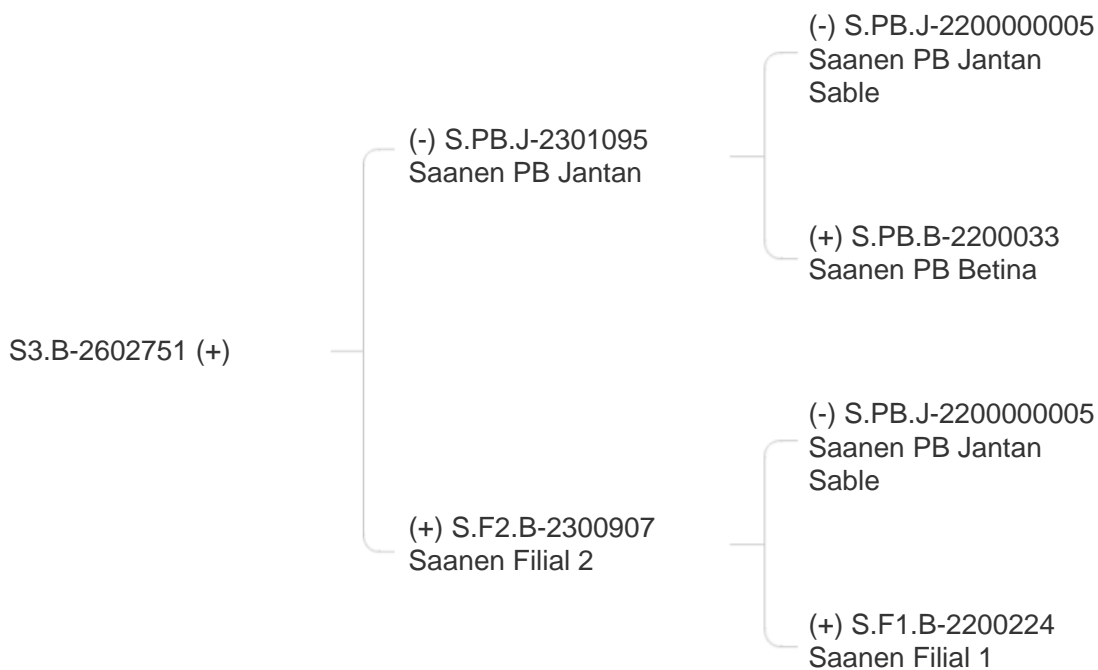 (-) S.PB.J-2200000005
Saanen PB Jantan
Sable
(-) S.PB.J-2301095
Saanen PB Jantan
(+) S.PB.B-2200033
Saanen PB Betina
S3.B-2602751 (+)
(-) S.PB.J-2200000005
Saanen PB Jantan
Sable
(+) S.F2.B-2300907
Saanen Filial 2
(+) S.F1.B-2200224
Saanen Filial 1